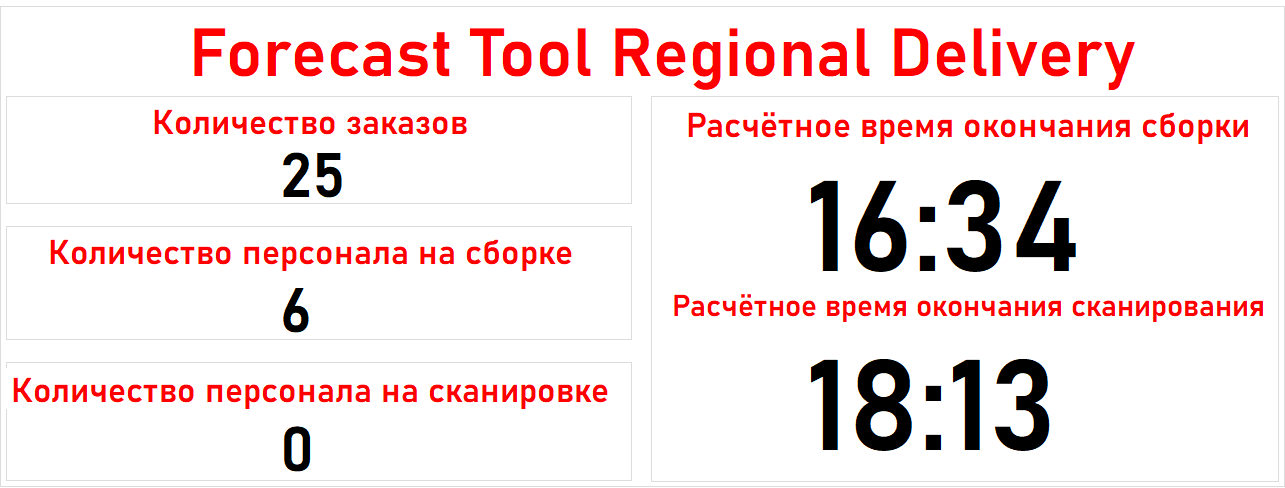 Forecast Tool Regional Delivery
Количество заказов
25
Количество персонала на сборке
6
Количество персонала на сканировке
0
Расчётное время окончания сборки
16:34
Расчётное время окончания сканирования
18:13